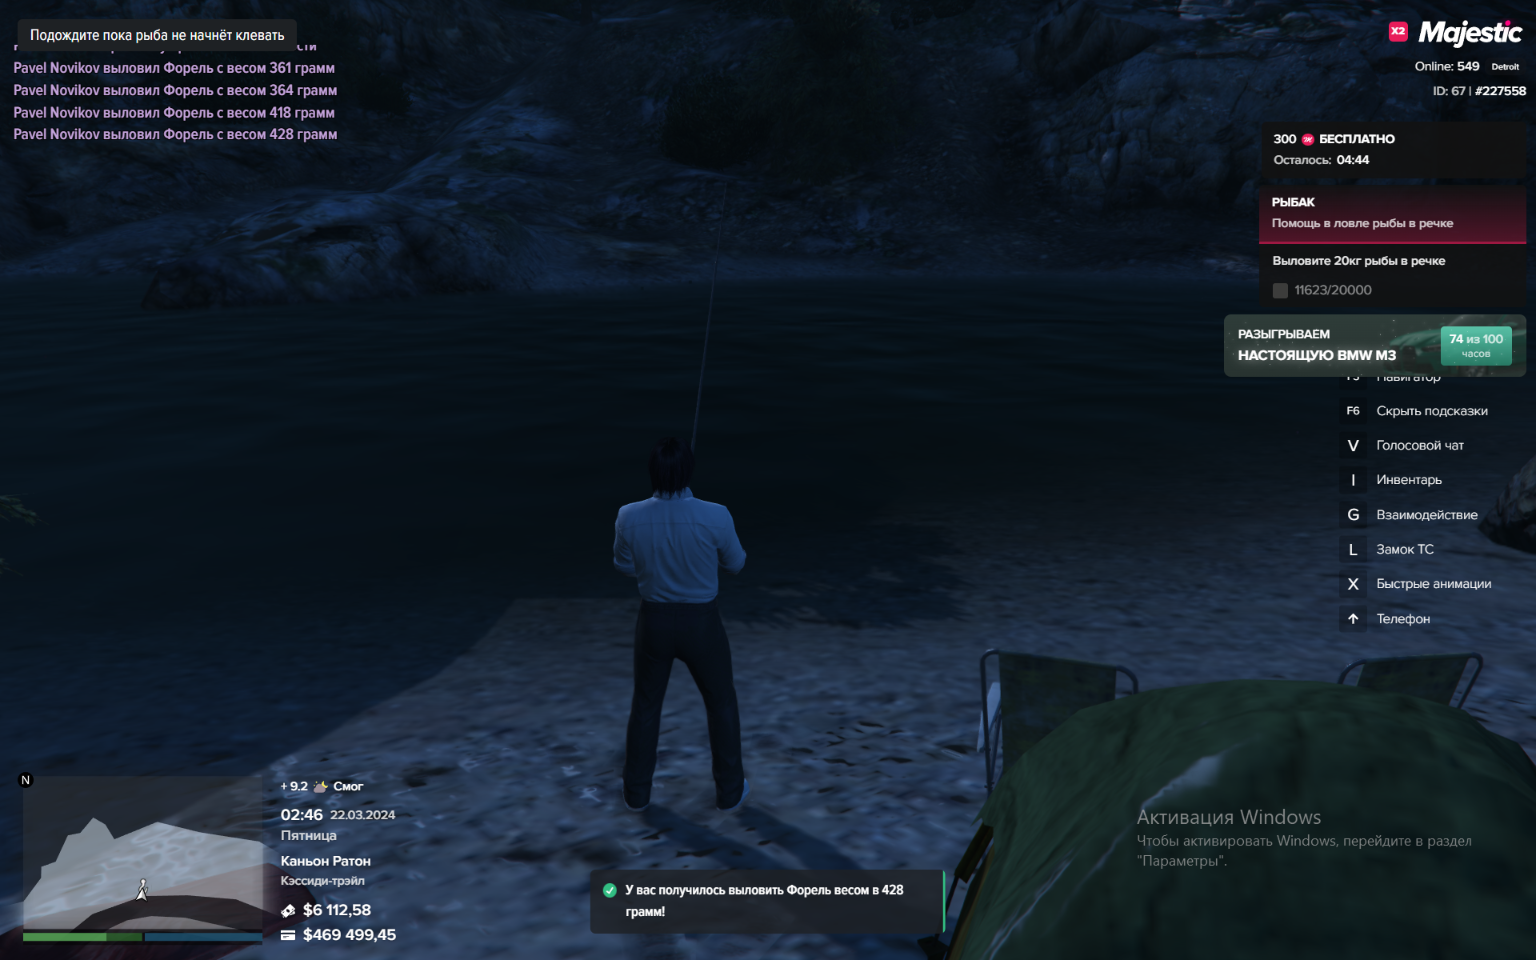 Подождите пока рыба не начнёт клевать
Pavel Novikov выловил Форель с весом 361 грамм
Pavel Novikov выловил Форель с весом 364 грамм
Pavel Novikov выловил Форель с весом 418 грамм
Pavel Novikov выловил Форель с весом 428 грамм
X2 Majestic
Online: 549 Detroit
ID: 67 | #227558
300 БЕСПЛАТНО
Осталось: 04:44
РЫБАК
Помощь в ловле рыбы в речке
Выловите 20кг рыбы в речке
11623/20000
РАЗЫГРЫВАЕМ
НАСТОЯЩУЮ BMW M3
74 из 100
часов
Навигатор
F6 Скрыть подсказки
V Голосовой чат
I Инвентарь
G Взаимодействие
L Замок ТС
X Быстрые анимации
Телефон
N
+ 9.2 Смог
02:46 22.03.2024
Пятница
Каньон Ратон
Кэссиди-трэйл
$6 112,58
$469 499,45
У вас получилось выловить Форель весом в 428
грамм!
Активация Windows
Чтобы активировать Windows, перейдите в раздел
"Параметры".